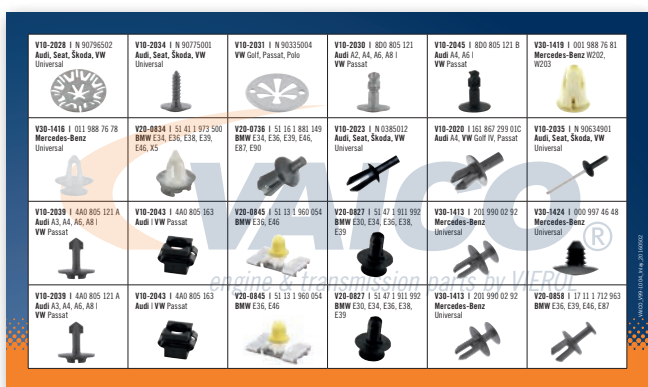 V10-2028 | N 90796502
Audi, Seat, Škoda, VW
Universal
V10-2034 | N 90775001
Audi, Seat, Škoda, VW
Universal
V10-2031 | N 90335004
VW Golf, Passat, Polo
V10-2030 | 8D0 805 121
Audi A2, A4, A6, A8 |
VW Passat
V10-2045 | 8D0 805 121 B
Audi A4, A6 |
VW Passat
V30-1419 | 001 988 76 81
Mercedes-Benz W202,
W203
V30-1416 | 011 988 76 78
Mercedes-Benz
Universal
V20-0834 | 51 41 1 973 500
BMW E34, E36, E38, E39,
E46, X5
V20-0736 | 51 16 1 881 149
BMW E34, E36, E39, E46,
E87, E90
V10-2023 | N 0385012
Audi, Seat, Škoda, VW
Universal
V10-2020 | 161 867 299 01C
Audi A4, VW Golf IV, Passat
V10-2035 | N 90634901
Audi, Seat, Škoda, VW
Universal
V10-2039 | 4A0 805 121 A
Audi A3, A4, A6, A8 |
VW Passat
V10-2043 | 4A0 805 163
Audi | VW Passat
V20-0845 | 51 13 1 960 054
BMW E36, E46
V20-0827 | 51 47 1 911 992
BMW E30, E34, E36, E38,
E39
V30-1413 | 201 990 02 92
Mercedes-Benz
Universal
V30-1424 | 000 997 46 48
Mercedes-Benz
Universal
VAICO®
engine & transmission parts by VIEROL
V10-2039 | 4A0 805 121 A
Audi A3, A4, A6, A8 |
VW Passat
V10-2043 | 4A0 805 163
Audi | VW Passat
V20-0845 | 51 13 1 960 054
BMW E36, E46
V20-0827 | 51 47 1 911 992
BMW E30, E34, E36, E38,
E39
V30-1413 | 201 990 02 92
Mercedes-Benz
Universal
V20-0858 | 17 11 1 712 963
BMW E36, E39, E46, E87